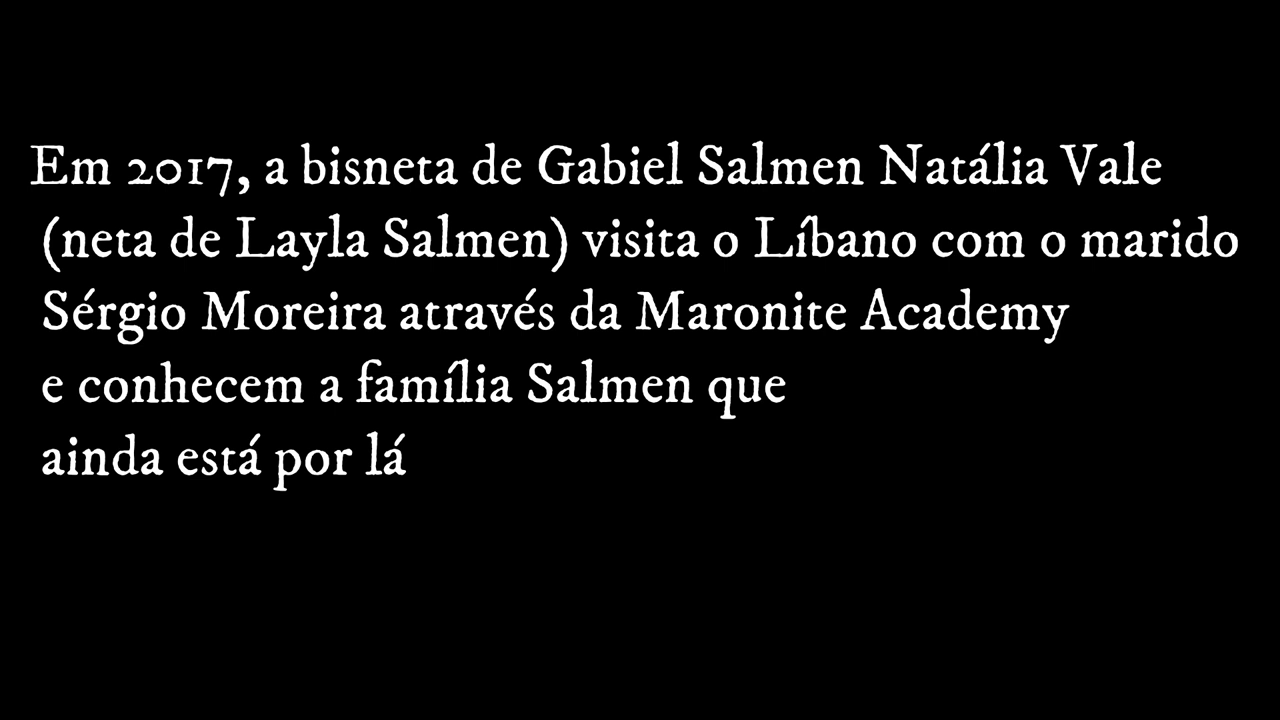 Em 2017, a bisneta de Gabiel Salmen Natália Vale
(neta de Layla Salmen) visita o Líbano com o marido
Sérgio Moreira através da Maronite Academy
e conhecem a família Salmen que
ainda está por lá